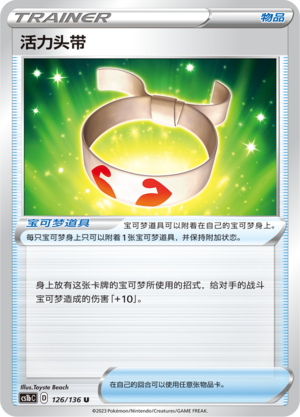 TRAINER 物品
活力头带
宝可梦道具 宝可梦道具可以附着在自己的宝可梦身上。
每只宝可梦身上只可以附着1张宝可梦道具，并保持附加状态。
身上放有这张卡牌的宝可梦所使用的招式，给对手的战斗
宝可梦造成的伤害「+10」。
Illus.Toyste Beach
在自己的回合可以使用任意张物品卡。
CS1b C D 126/136 U
©2023 Pokémon/Nintendo/Creatures/GAME FREAK.